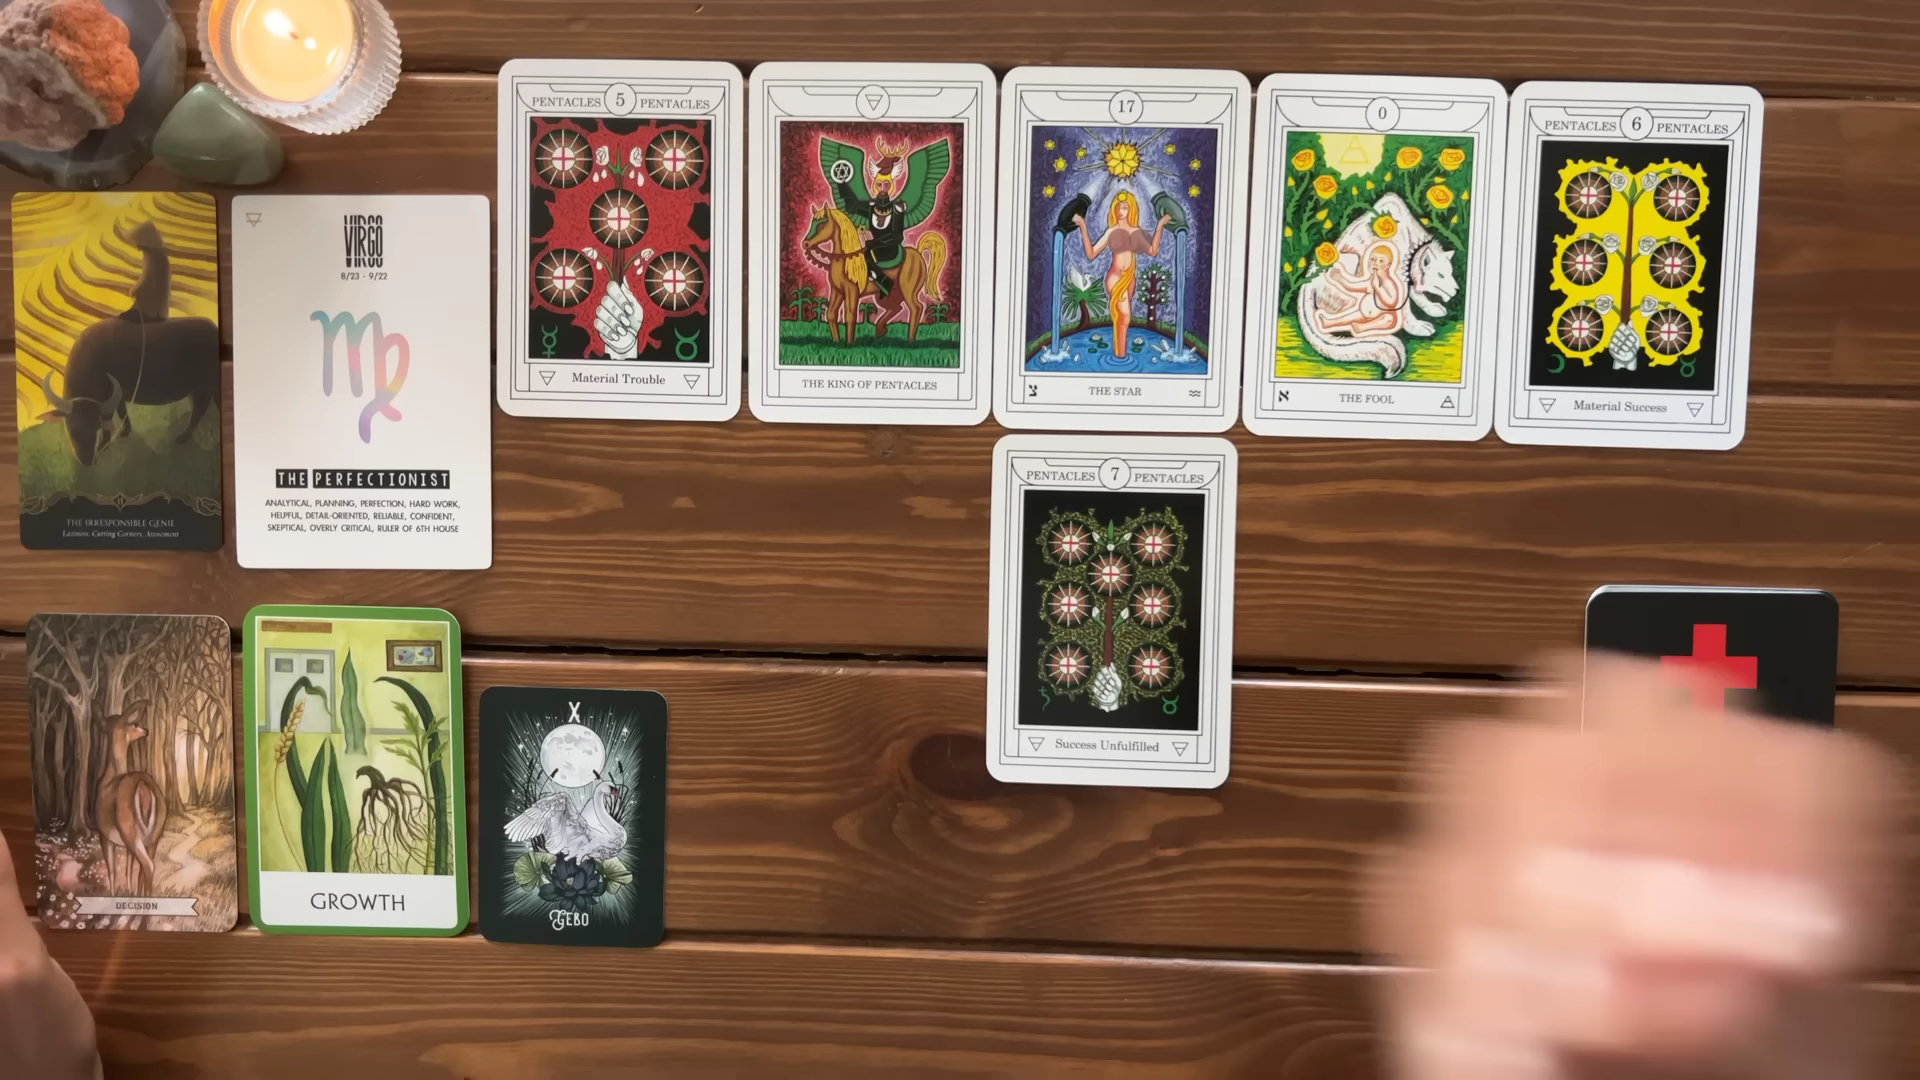 PENTACLES 5 PENTACLES
Material Trouble
THE KING OF PENTACLES
17
צ THE STAR
0
א THE FOOL
PENTACLES 6 PENTACLES
Material Success
THE IRRESPONSIBLE GENIE
Laziness, Cutting Corners, Atonement
VIRGO
8/23 - 9/22
THE PERFECTIONIST
ANALYTICAL, PLANNING, PERFECTION, HARD WORK,
HELPFUL, DETAIL-ORIENTED, RELIABLE, CONFIDENT,
SKEPTICAL, OVERLY CRITICAL, RULER OF 6TH HOUSE
PENTACLES 7 PENTACLES
Success Unfulfilled
DECISION
GROWTH
X
GEBO